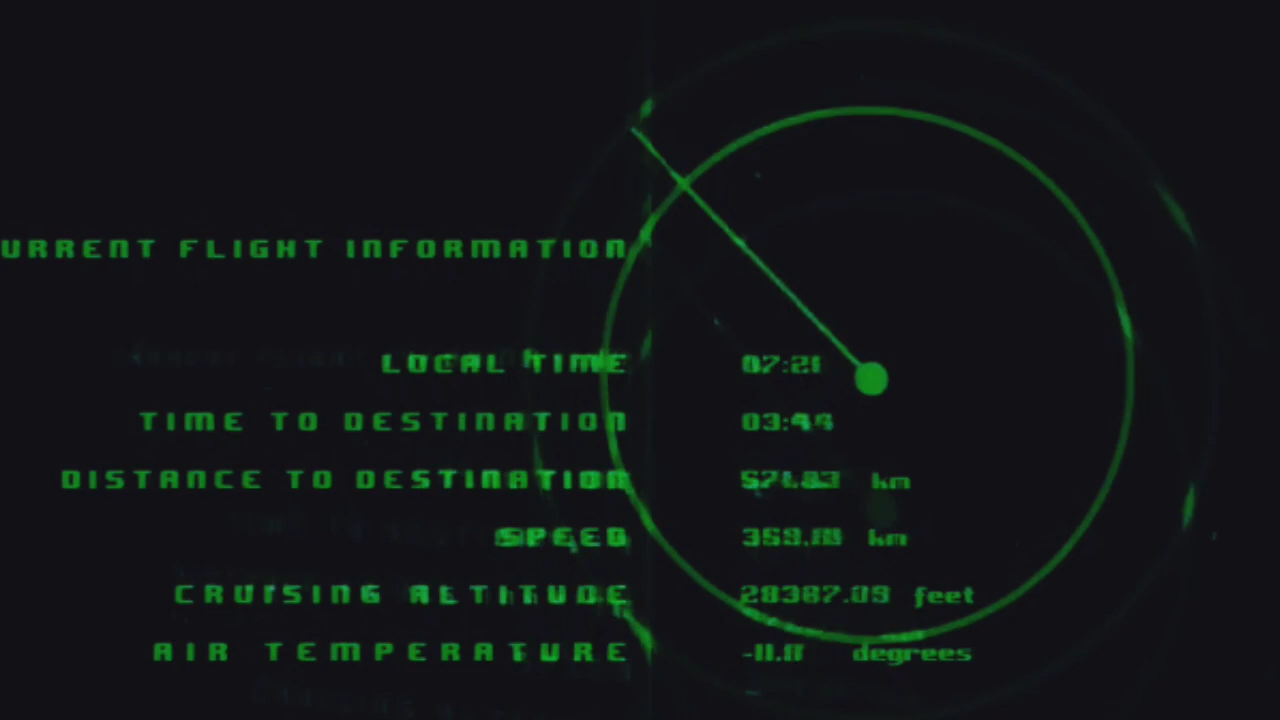 URRENT FLIGHT INFORMATION
LOCAL TIME 07:21
TIME TO DESTINATION 03:44
DISTANCE TO DESTINATION km
SPEED km
CRUISING ALTITUDE 28387.09 feet
AIR TEMPERATURE degrees